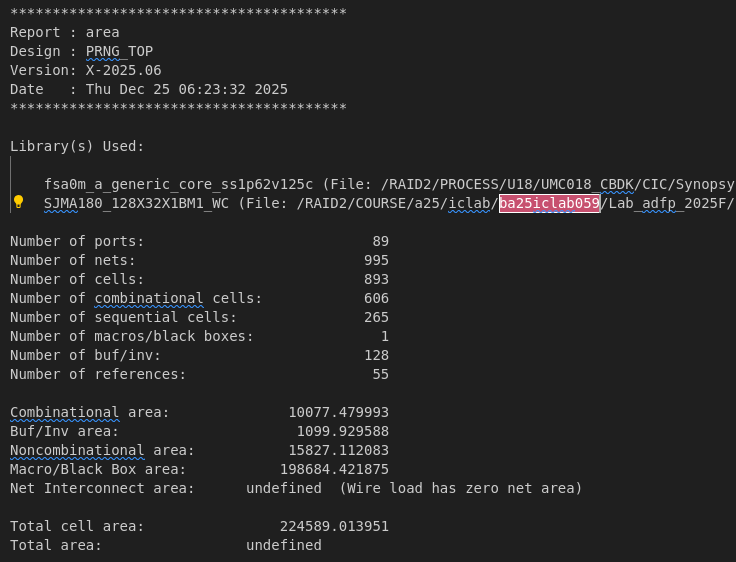 ****************************************
Report : area
Design : PRNG_TOP
Version: X-2025.06
Date   : Thu Dec 25 06:23:32 2025
****************************************
Library(s) Used:
fsa0m_a_generic_core_ss1p62v125c (File: /RAID2/PROCESS/U18/UMC018_CBDK/CIC/Synopsy
SJMA180_128X32X1BM1_WC (File: /RAID2/COURSE/a25/iclab/ba25iclab059/Lab_adfp_2025F/
Number of ports:                           89
Number of nets:                           995
Number of cells:                          893
Number of combinational cells:            606
Number of sequential cells:               265
Number of macros/black boxes:               1
Number of buf/inv:                        128
Number of references:                      55
Combinational area:              10077.479993
Buf/Inv area:                     1099.929588
Noncombinational area:           15827.112083
Macro/Black Box area:           198684.421875
Net Interconnect area:      undefined  (Wire load has zero net area)
Total cell area:                224589.013951
Total area:                 undefined